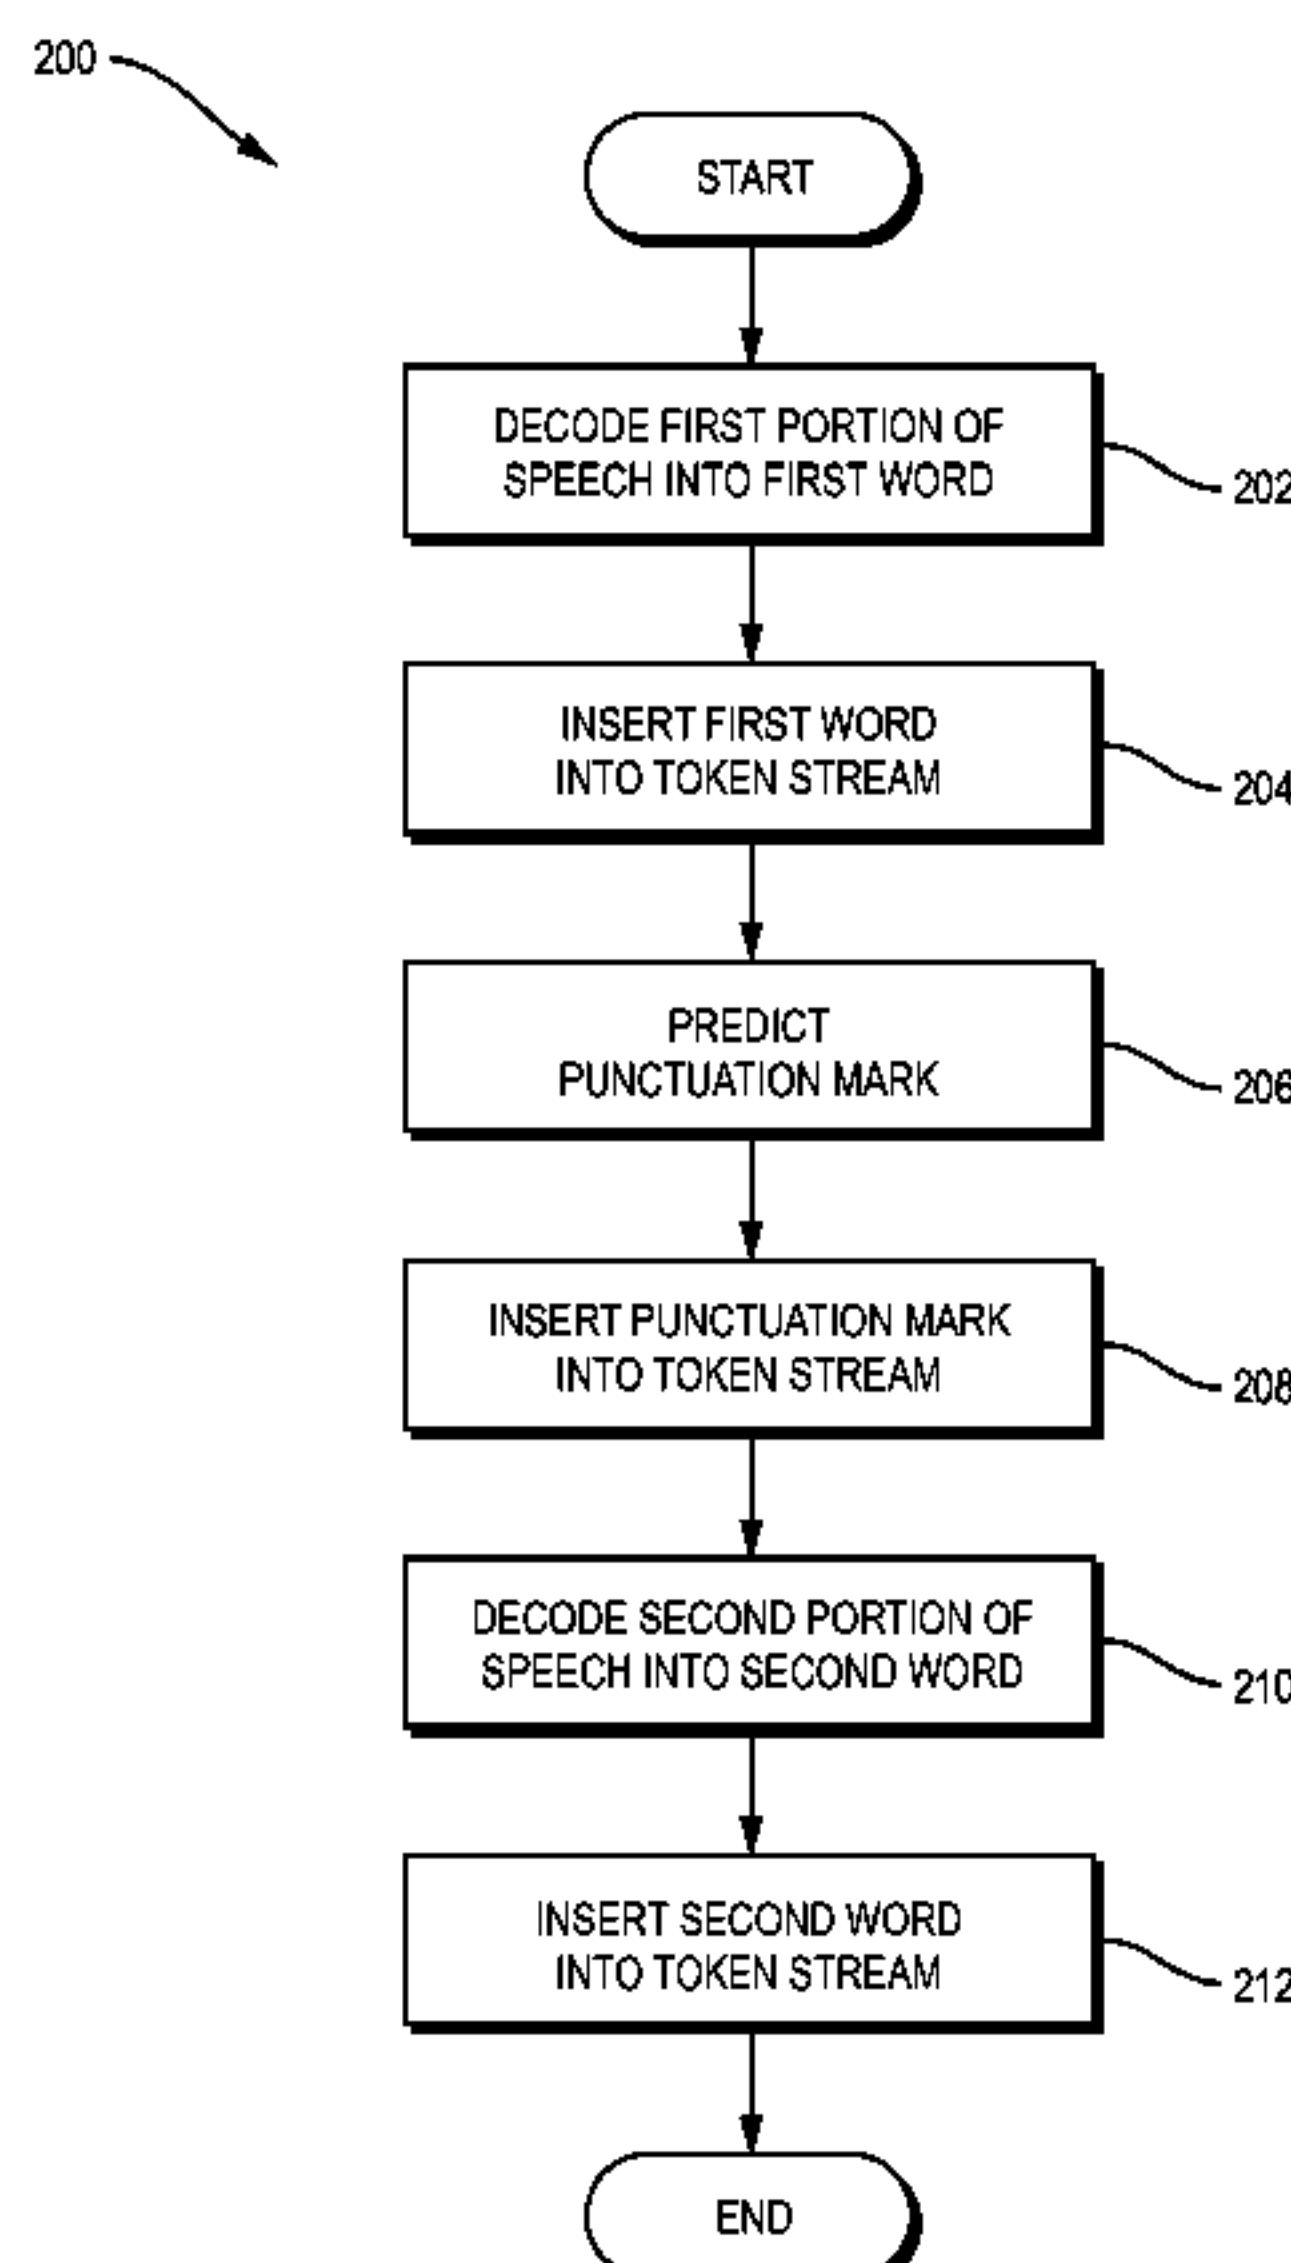 200
START
DECODE FIRST PORTION OF
SPEECH INTO FIRST WORD
202
INSERT FIRST WORD
INTO TOKEN STREAM
204
PREDICT
PUNCTUATION MARK
206
INSERT PUNCTUATION MARK
INTO TOKEN STREAM
208
DECODE SECOND PORTION OF
SPEECH INTO SECOND WORD
210
INSERT SECOND WORD
INTO TOKEN STREAM
212
END